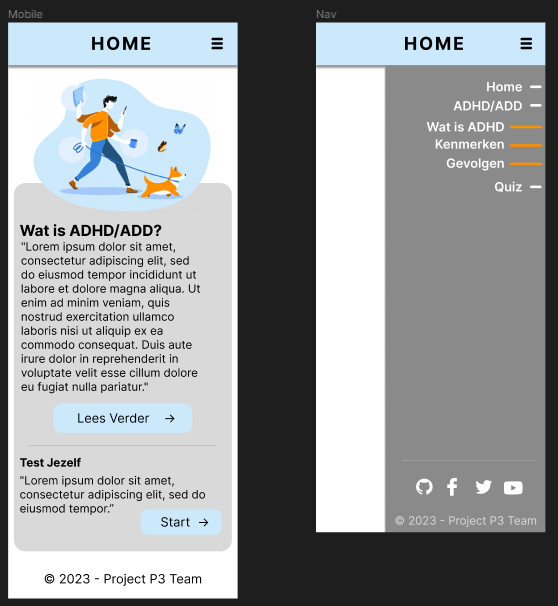 Mobile
HOME
Wat is ADHD/ADD?
"Lorem ipsum dolor sit amet,
consectetur adipiscing elit, sed
do eiusmod tempor incididunt ut
labore et dolore magna aliqua. Ut
enim ad minim veniam, quis
nostrud exercitation ullamco
laboris nisi ut aliquip ex ea
commodo consequat. Duis aute
irure dolor in reprehenderit in
voluptate velit esse cillum dolore
eu fugiat nulla pariatur."
Lees Verder →
Test Jezelf
"Lorem ipsum dolor sit amet,
consectetur adipiscing elit, sed do
eiusmod tempor.”
Start →
© 2023 - Project P3 Team
Nav
HOME
Home
ADHD/ADD
Wat is ADHD
Kenmerken
Gevolgen
Quiz
© 2023 - Project P3 Team